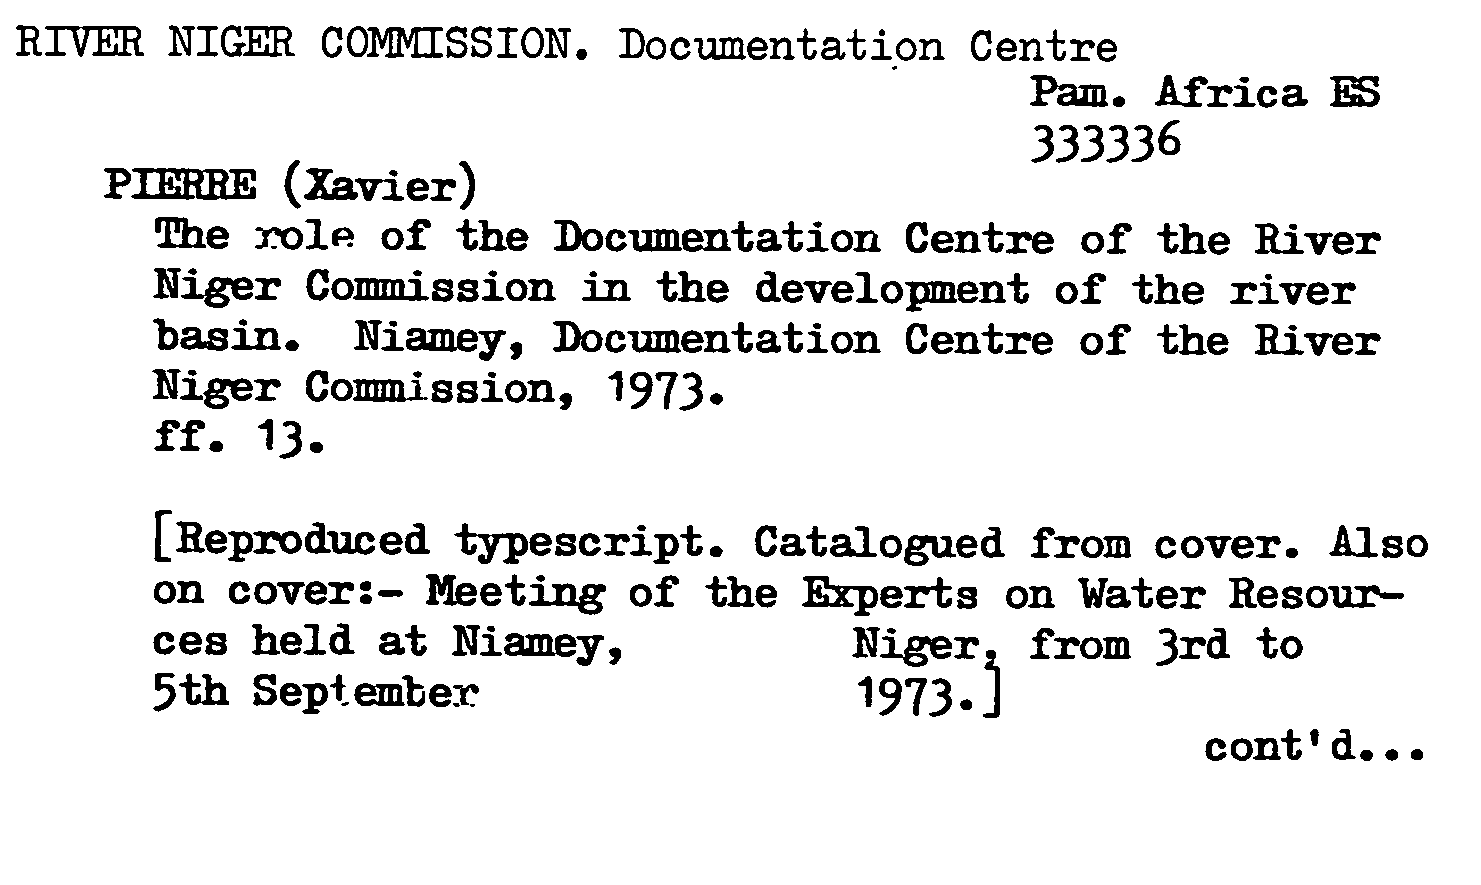 RIVER NIGER COMMISSION. Documentation Centre
Pam. Africa ES
333336
PIERRE (Xavier)
The role of the Documentation Centre of the River
Niger Commission in the development of the river
basin. Niamey, Documentation Centre of the River
Niger Commission, 1973.
ff. 13.
[Reproduced typescript. Catalogued from cover. Also
on cover:- Meeting of the Experts on Water Resour-
ces held at Niamey, Niger, from 3rd to
5th September 1973.]
cont'd...